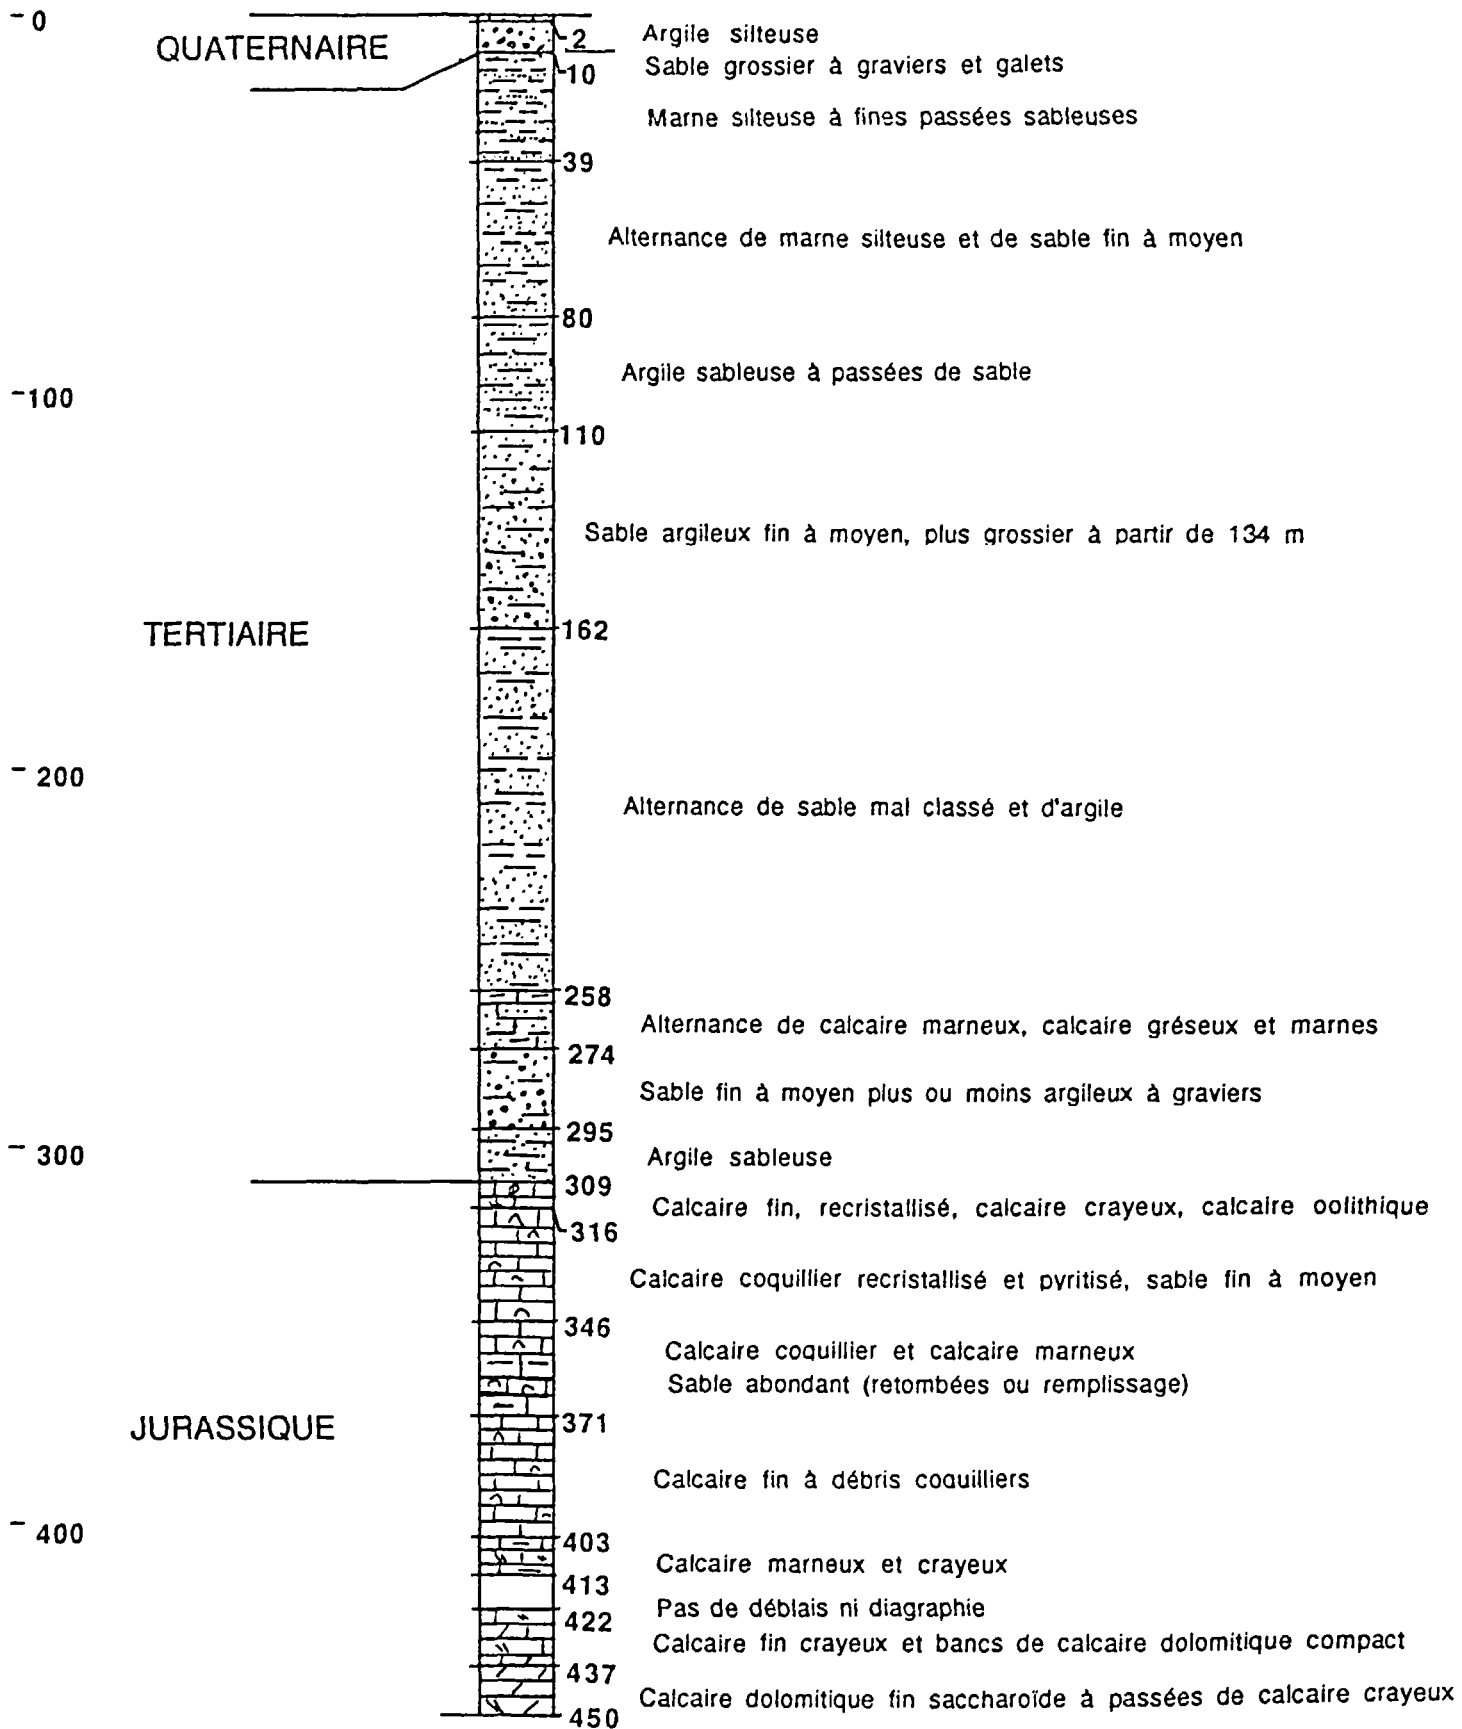 0
QUATERNAIRE
2
Argile silteuse
10
Sable grossier à graviers et galets
Marne silteuse à fines passées sableuses
39
Alternance de marne silteuse et de sable fin à moyen
80
Argile sableuse à passées de sable
100
110
Sable argileux fin à moyen, plus grossier à partir de 134 m
TERTIAIRE
162
200
Alternance de sable mal classé et d'argile
258
Alternance de calcaire marneux, calcaire gréseux et marnes
274
Sable fin à moyen plus ou moins argileux à graviers
295
300
Argile sableuse
309
Calcaire fin, recristallisé, calcaire crayeux, calcaire oolithique
316
Calcaire coquillier recristallisé et pyritisé, sable fin à moyen
346
Calcaire coquillier et calcaire marneux
Sable abondant (retombées ou remplissage)
371
JURASSIQUE
Calcaire fin à débris coquilliers
400
403
Calcaire marneux et crayeux
413
Pas de déblais ni diagraphie
422
Calcaire fin crayeux et bancs de calcaire dolomitique compact
437
Calcaire dolomitique fin saccharoïde à passées de calcaire crayeux
450